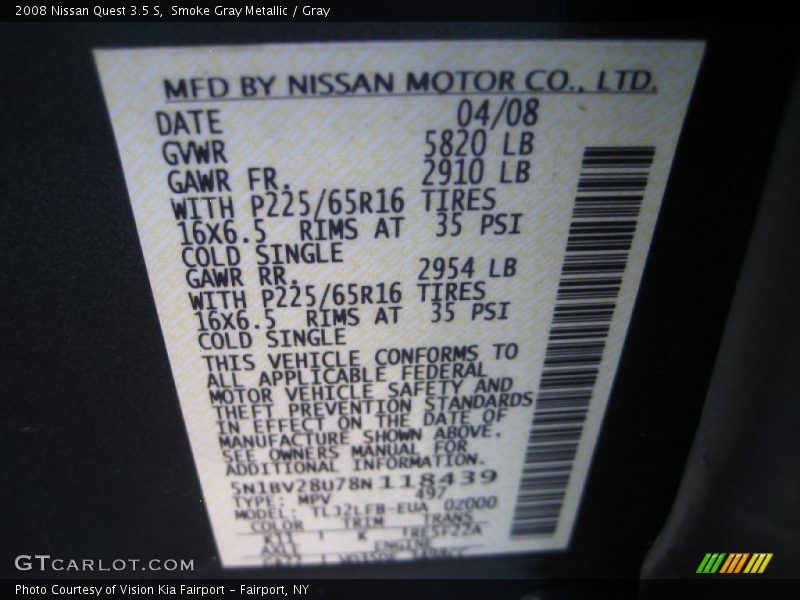 2008 Nissan Quest 3.5 S, Smoke Gray Metallic / Gray
MFD BY NISSAN MOTOR CO., LTD.
DATE 04/08
GVWR 5820 LB
GAWR FR. 2910 LB
WITH P225/65R16 TIRES
16X6.5 RIMS AT 35 PSI
COLD SINGLE
GAWR RR. 2954 LB
WITH P225/65R16 TIRES
16X6.5 RIMS AT 35 PSI
COLD SINGLE
THIS VEHICLE CONFORMS TO
ALL APPLICABLE FEDERAL
MOTOR VEHICLE SAFETY AND
THEFT PREVENTION STANDARDS
IN EFFECT ON THE DATE OF
MANUFACTURE SHOWN ABOVE.
SEE OWNERS MANUAL FOR
ADDITIONAL INFORMATION.
5N1BV28U78N118439
TYPE: MPV 497
MODEL: TLJ2LFB-EUA 02000
COLOR TRIM TRANS
K11 K RE5F22A
AXLE ENGINE
GTCARLOT.COM
Photo Courtesy of Vision Kia Fairport – Fairport, NY